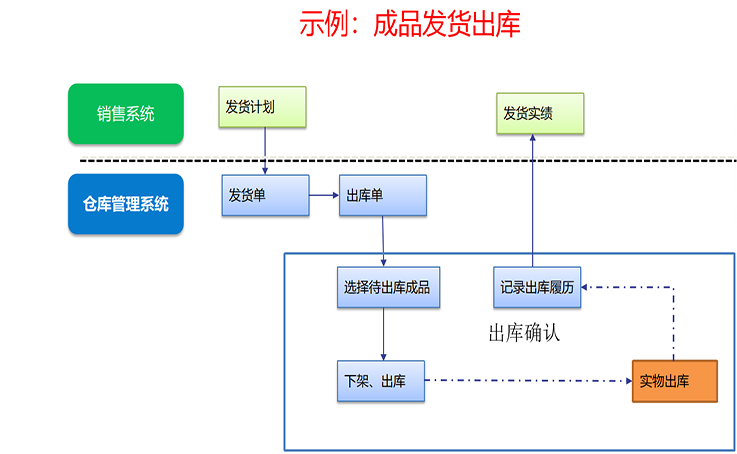 示例：成品发货出库
销售系统
发货计划
发货实绩
仓库管理系统
发货单
出库单
选择待出库成品
记录出库履历
出库确认
下架、出库
实物出库